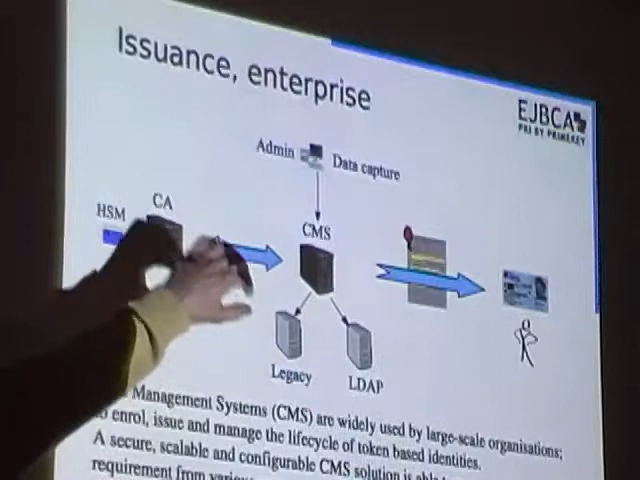 Issuance, enterprise
EJBCA
PKI BY PRIMEKEY
Admin
Data capture
HSM
CA
CMS
Legacy
LDAP
Management Systems (CMS) are widely used by large-scale organisations;
enrol, issue and manage the lifecycle of token based identities.
A secure, scalable and configurable CMS solution is
requirement from